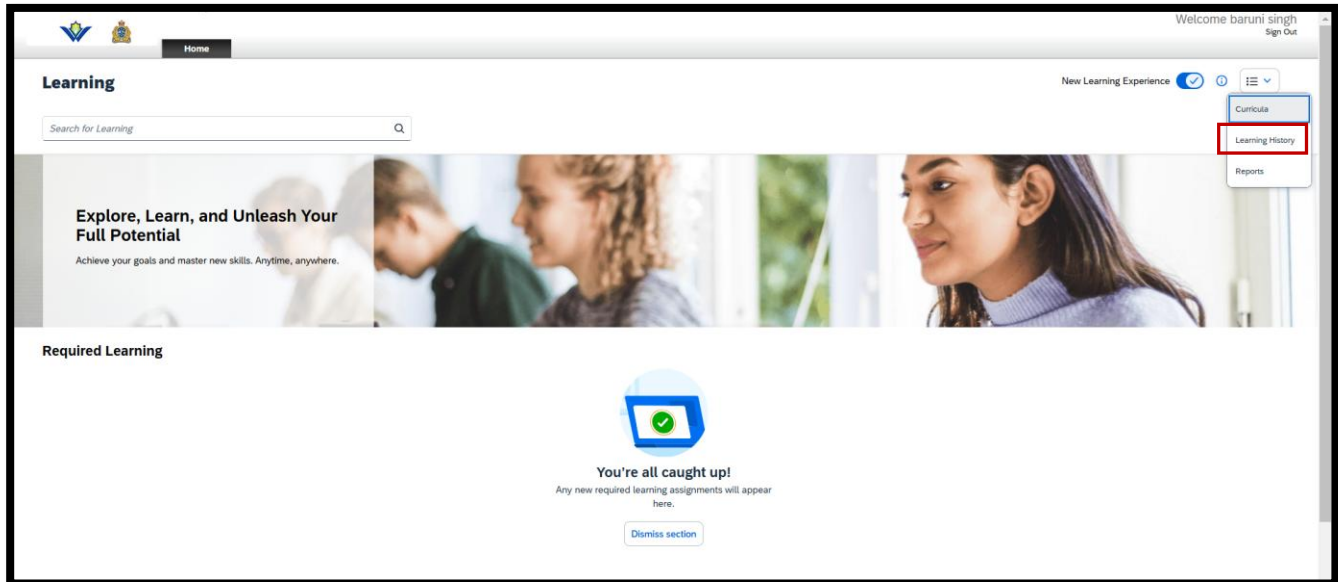 Welcome baruni singh
Sign Out
Home
Learning
New Learning Experience
Curricula
Search for Learning
Learning History
Reports
Explore, Learn, and Unleash Your
Full Potential
Achieve your goals and master new skills. Anytime, anywhere.
Required Learning
You're all caught up!
Any new required learning assignments will appear
here.
Dismiss section